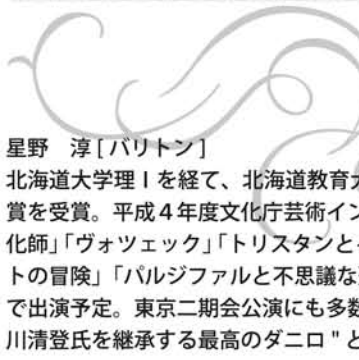 星野　淳 [ バリトン ]
北海道大学理Ⅰを経て、北海道教育
賞を受賞。平成４年度文化庁芸術イン
化師」「ヴォツェック」「トリスタンと
トの冒険」「パルジファルと不思議な
で出演予定。東京二期会公演にも多数
川清登氏を継承する最高のダニロ " と